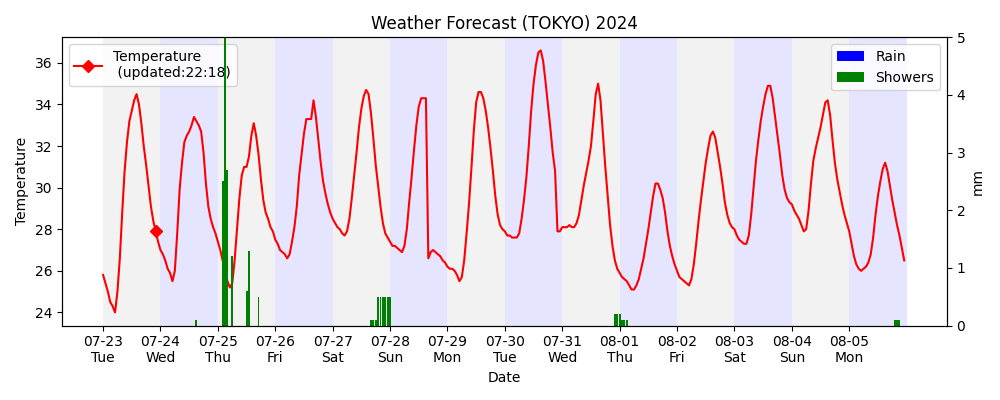 Weather Forecast (TOKYO) 2024
Temperature
(updated:22:18)
Rain
Showers
Temperature
36
34
32
30
28
26
24
5
4
3
2
1
0
mm
07-23 07-24 07-25 07-26 07-27 07-28 07-29 07-30 07-31 08-01 08-02 08-03 08-04 08-05
Tue Wed Thu Fri Sat Sun Mon Tue Wed Thu Fri Sat Sun Mon
Date